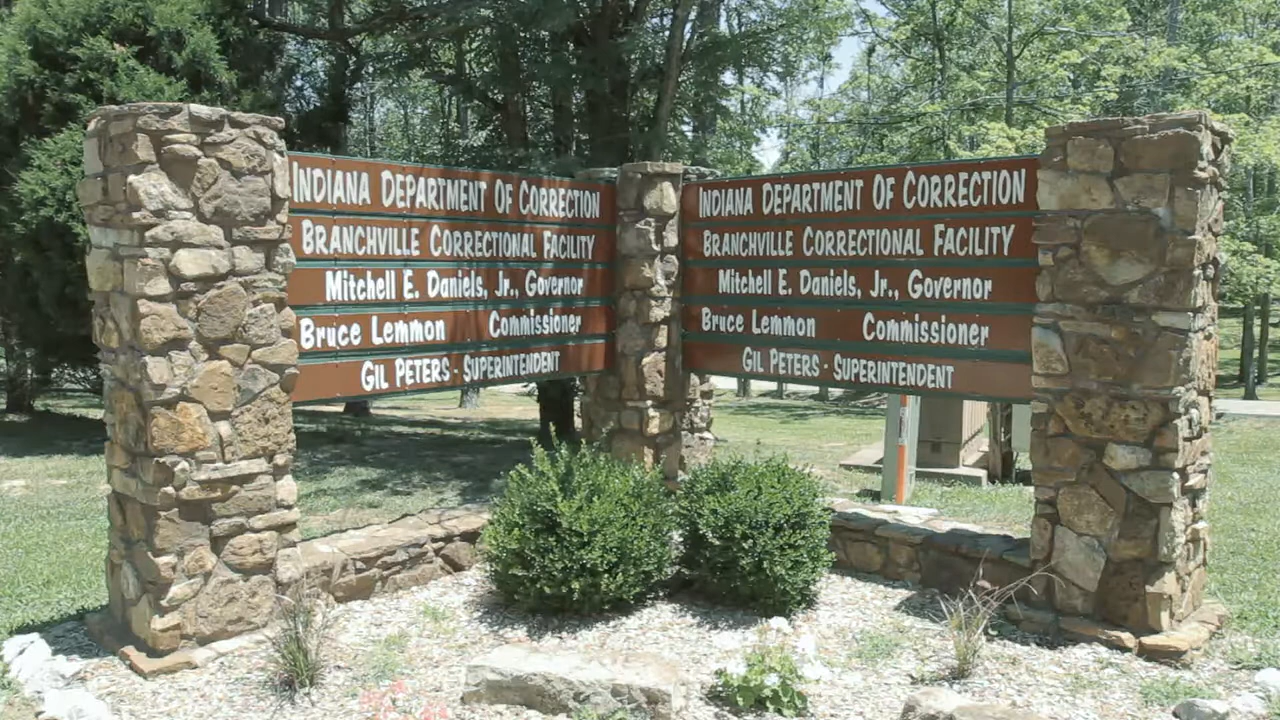 INDIANA DEPARTMENT OF CORRECTION
BRANCHVILLE CORRECTIONAL FACILITY
Mitchell E. Daniels, Jr., Governor
Bruce Lemmon Commissioner
GIL PETERS - SUPERINTENDENT
INDIANA DEPARTMENT OF CORRECTION
BRANCHVILLE CORRECTIONAL FACILITY
Mitchell E. Daniels, Jr., Governor
Bruce Lemmon Commissioner
GIL PETERS - SUPERINTENDENT